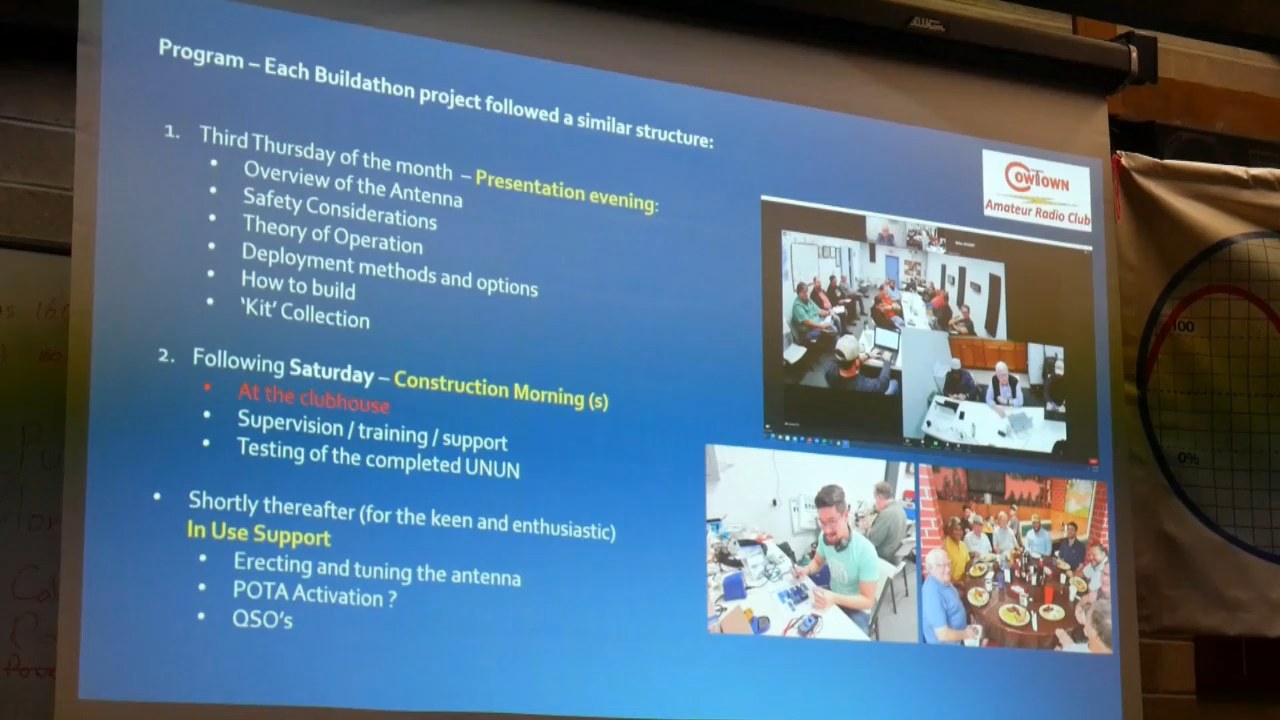 Program – Each Buildathon project followed a similar structure:
1. Third Thursday of the month – Presentation evening:
• Overview of the Antenna
• Safety Considerations
• Theory of Operation
• Deployment methods and options
• How to build
• 'Kit' Collection
2. Following Saturday – Construction Morning (s)
• At the clubhouse
• Supervision / training / support
• Testing of the completed UNUN
• Shortly thereafter (for the keen and enthusiastic)
In Use Support
• Erecting and tuning the antenna
• POTA Activation ?
• QSO's
COWTOWN
Amateur Radio Club
100
0%